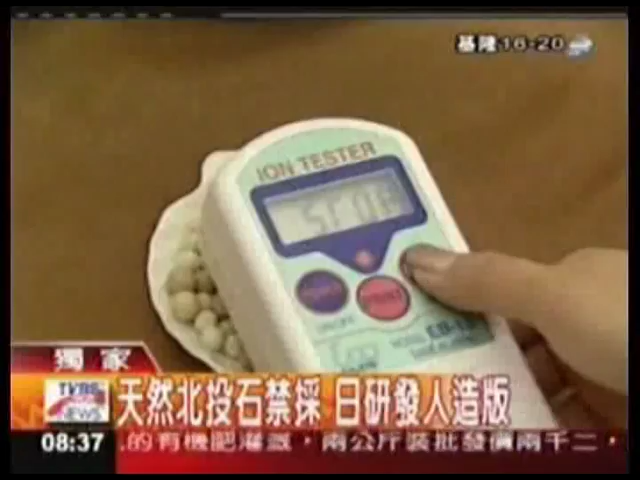 基隆16-20
ION TESTER
獨家
TVBS
NEWS
天然北投石禁採 日研發人造版
08:37
的有機肥灌溉,兩公斤裝批發價兩千二,